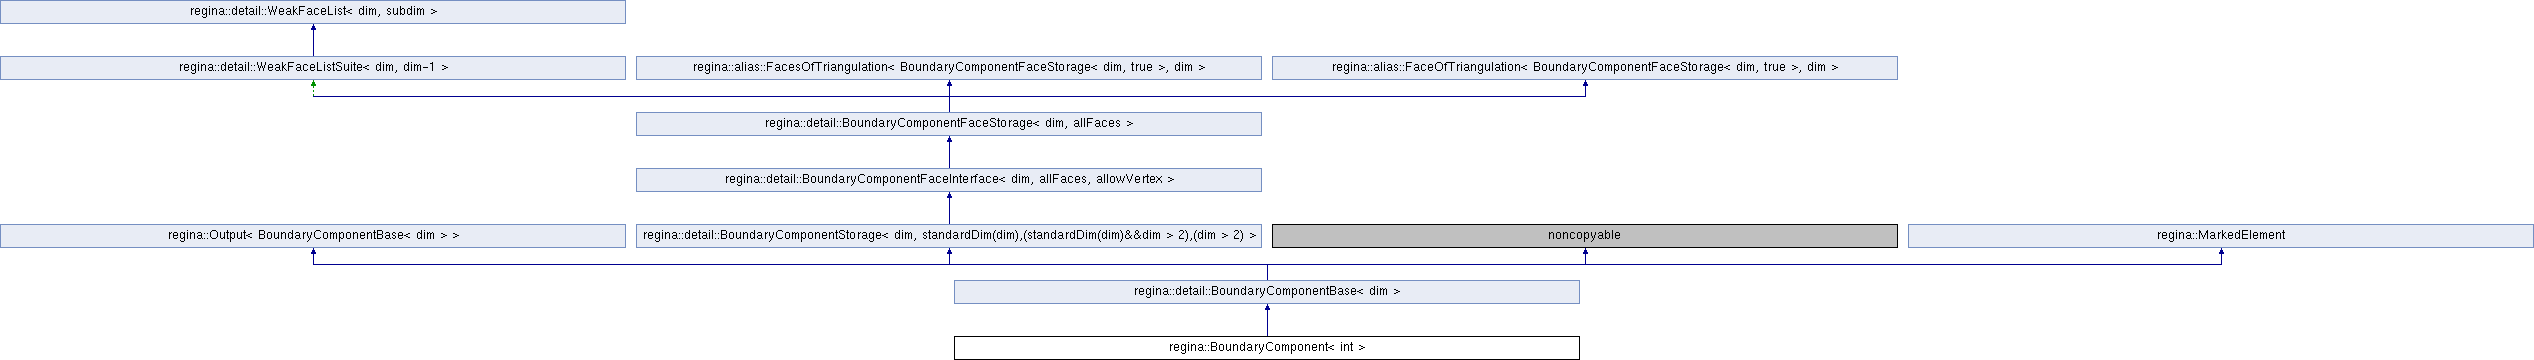 regina::detail::WeakFaceList< dim, subdim >
regina::detail::WeakFaceListSuite< dim, dim-1 >
regina::alias::FacesOfTriangulation< BoundaryComponentFaceStorage< dim, true >, dim >
regina::alias::FaceOfTriangulation< BoundaryComponentFaceStorage< dim, true >, dim >
regina::detail::BoundaryComponentFaceStorage< dim, allFaces >
regina::detail::BoundaryComponentFaceInterface< dim, allFaces, allowVertex >
regina::Output< BoundaryComponentBase< dim > >
regina::detail::BoundaryComponentStorage< dim, standardDim(dim),(standardDim(dim)&&dim > 2),(dim > 2) >
noncopyable
regina::MarkedElement
regina::detail::BoundaryComponentBase< dim >
regina::BoundaryComponent< int >